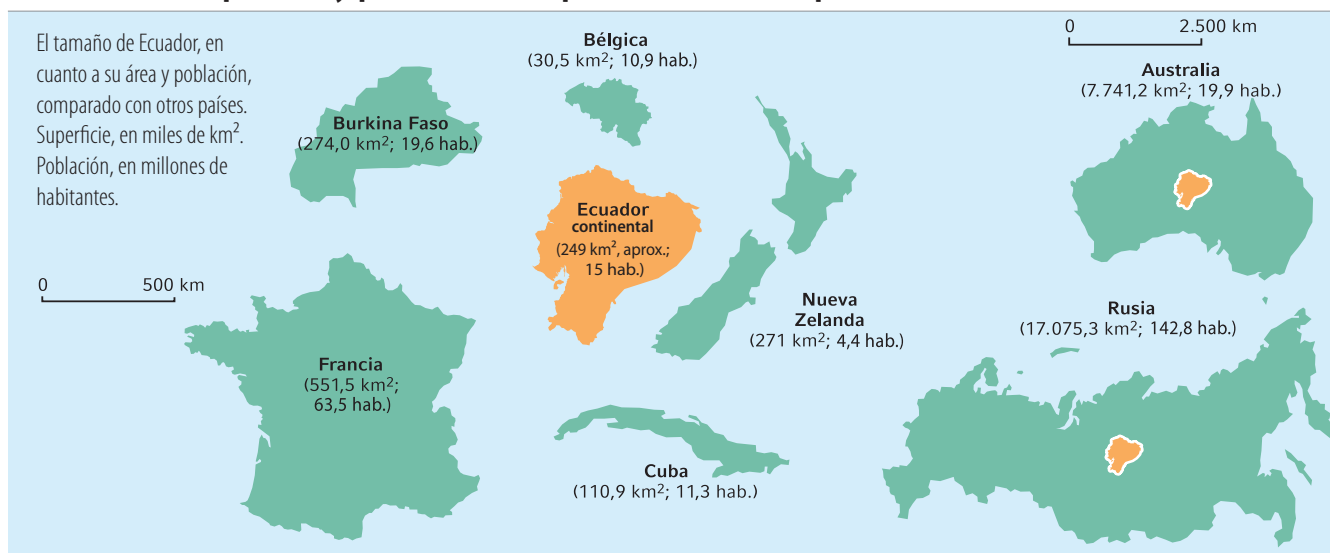 El tamaño de Ecuador, en
cuanto a su área y población,
comparado con otros países.
Superficie, en miles de km².
Población, en millones de
habitantes.
Burkina Faso
(274,0 km²; 19,6 hab.)
Bélgica
(30,5 km²; 10,9 hab.)
Ecuador
continental
(249 km², aprox.;
15 hab.)
0 2.500 km
Australia
(7.741,2 km²; 19,9 hab.)
0 500 km
Francia
(551,5 km²;
63,5 hab.)
Nueva
Zelanda
(271 km²; 4,4 hab.)
Rusia
(17.075,3 km²; 142,8 hab.)
Cuba
(110,9 km²; 11,3 hab.)